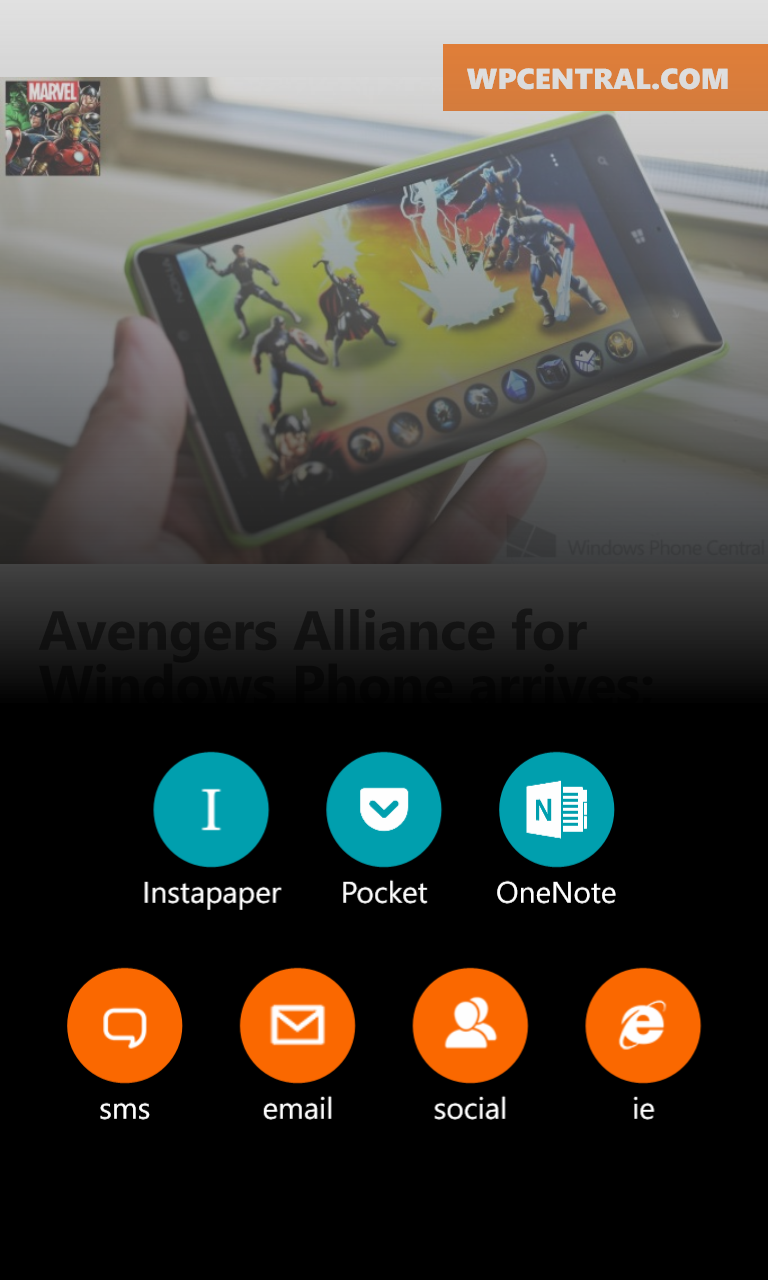 WPCENTRAL.COM
MARVEL
NOKIA
Windows Phone Central
Avengers Alliance for
Windows Phone arrives:
I
N
Instapaper
Pocket
OneNote
sms
email
social
ie